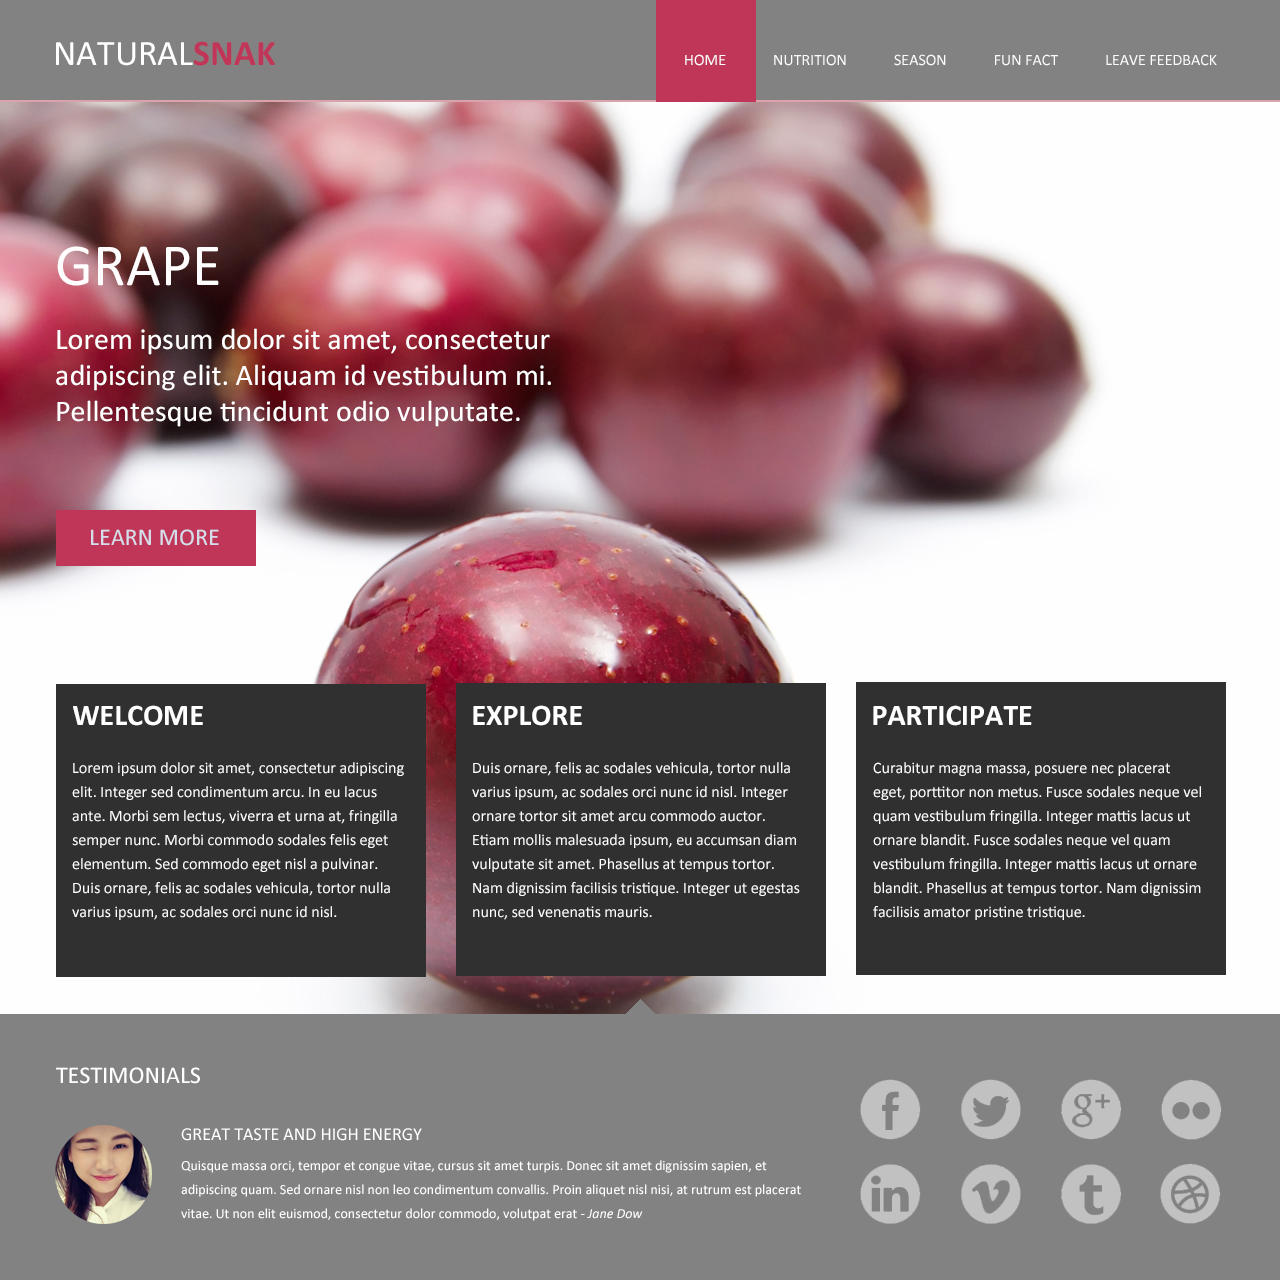 NATURALSNAK
HOME NUTRITION SEASON FUN FACT LEAVE FEEDBACK
GRAPE
Lorem ipsum dolor sit amet, consectetur
adipiscing elit. Aliquam id vestibulum mi.
Pellentesque tincidunt odio vulputate.
LEARN MORE
WELCOME
Lorem ipsum dolor sit amet, consectetur adipiscing
elit. Integer sed condimentum arcu. In eu lacus
ante. Morbi sem lectus, viverra et urna at, fringilla
semper nunc. Morbi commodo sodales felis eget
elementum. Sed commodo eget nisl a pulvinar.
Duis ornare, felis ac sodales vehicula, tortor nulla
varius ipsum, ac sodales orci nunc id nisl.
EXPLORE
Duis ornare, felis ac sodales vehicula, tortor nulla
varius ipsum, ac sodales orci nunc id nisl. Integer
ornare tortor sit amet arcu commodo auctor.
Etiam mollis malesuada ipsum, eu accumsan diam
vulputate sit amet. Phasellus at tempus tortor.
Nam dignissim facilisis tristique. Integer ut egestas
nunc, sed venenatis mauris.
PARTICIPATE
Curabitur magna massa, posuere nec placerat
eget, porttitor non metus. Fusce sodales neque vel
quam vestibulum fringilla. Integer mattis lacus ut
ornare blandit. Fusce sodales neque vel quam
vestibulum fringilla. Integer mattis lacus ut ornare
blandit. Phasellus at tempus tortor. Nam dignissim
facilisis amator pristine tristique.
TESTIMONIALS
GREAT TASTE AND HIGH ENERGY
Quisque massa orci, tempor et congue vitae, cursus sit amet turpis. Donec sit amet dignissim sapien, et
adipiscing quam. Sed ornare nisl non leo condimentum convallis. Proin aliquet nisl nisi, at rutrum est placerat
vitae. Ut non elit euismod, consectetur dolor commodo, volutpat erat - Jane Dow
f g+
in v t